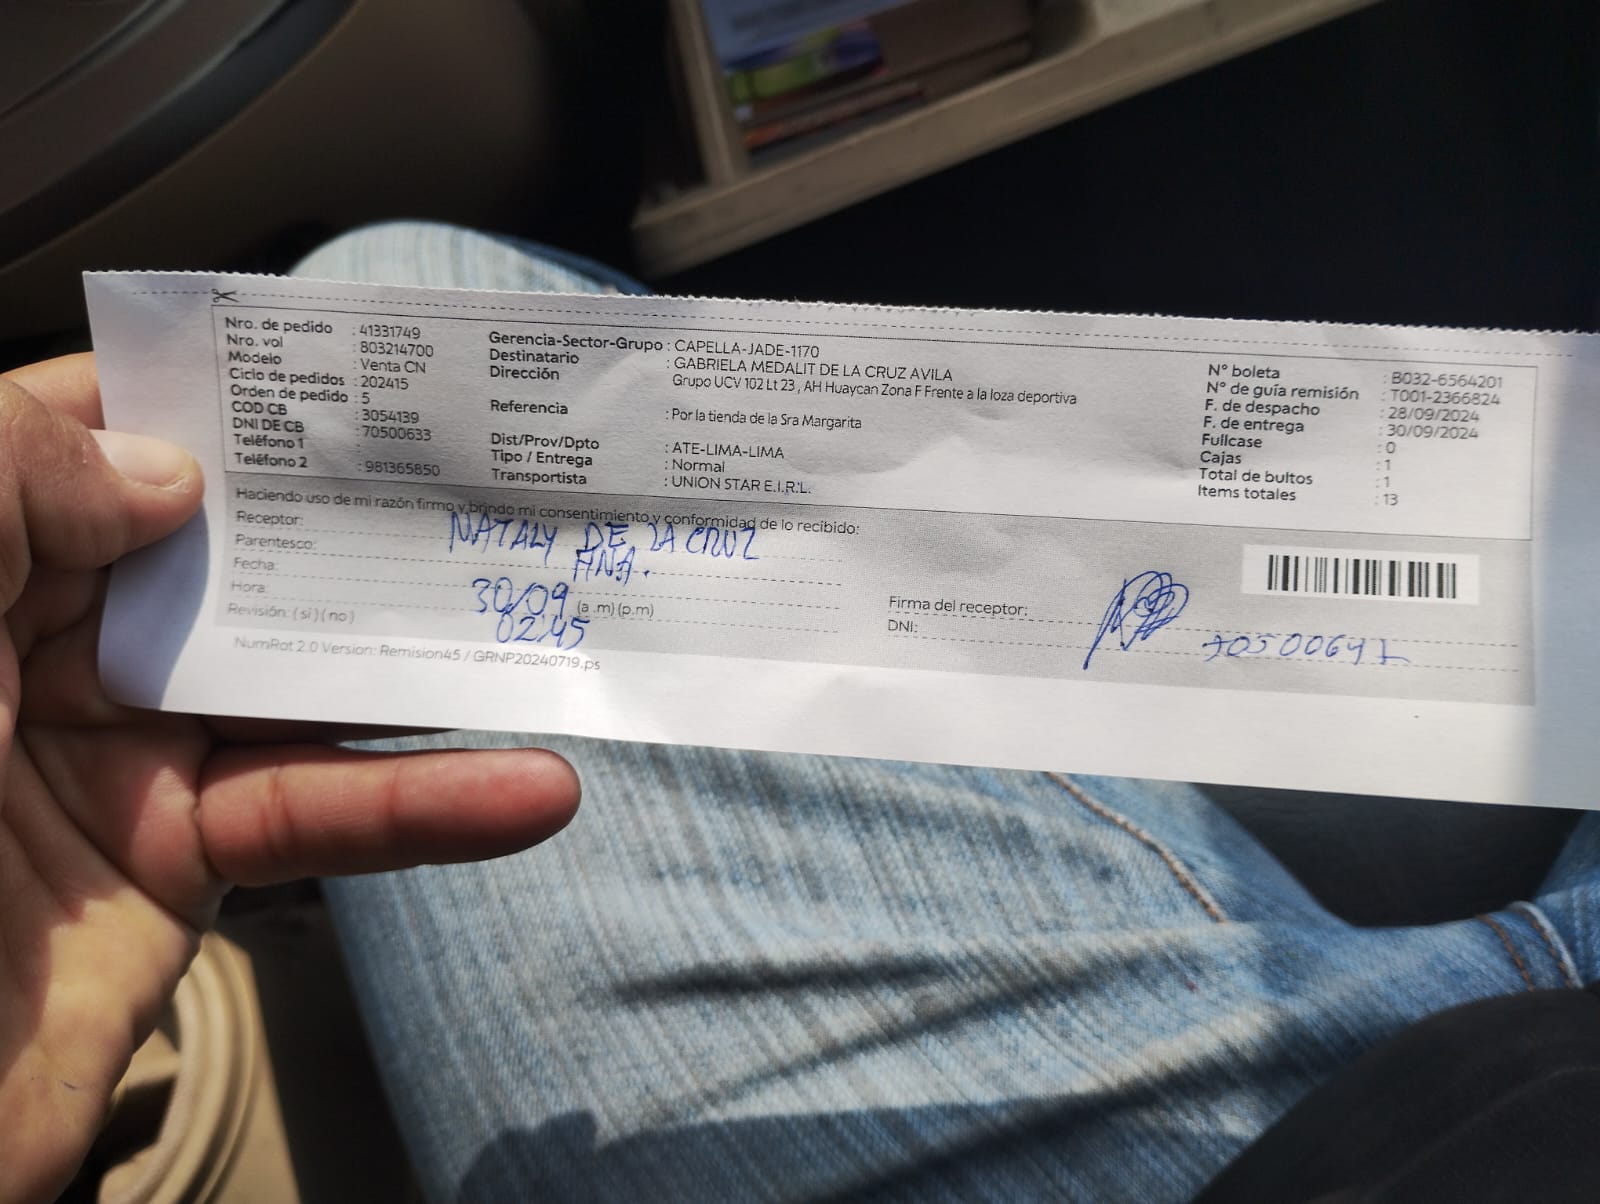 Nro. de pedido : 41331749
Nro. vol : 803214700
Modelo : Venta CN
Ciclo de pedidos : 202415
Orden de pedido : 5
COD CB : 3054139
DNI DE CB : 70500633
Teléfono 1 :
Teléfono 2 : 981365850
Gerencia-Sector-Grupo : CAPELLA-JADE-1170
Destinatario : GABRIELA MEDALIT DE LA CRUZ AVILA
Dirección Grupo UCV 102 Lt 23 , AH Huaycan Zona F Frente a la loza deportiva
Referencia : Por la tienda de la Sra Margarita
Dist/Prov/Dpto : ATE-LIMA-LIMA
Tipo / Entrega : Normal
Transportista : UNION STAR E.I.R.L.
N° boleta : B032-6564201
N° de guía remisión : T001-2366824
F. de despacho : 28/09/2024
F. de entrega : 30/09/2024
Fullcase : 0
Cajas : 1
Total de bultos : 1
Items totales : 13
Haciendo uso de mi razón firmo y brindo mi consentimiento y conformidad de lo recibido:
Receptor: NATALY DE LA CRUZ
Parentesco: HNA.
Fecha: 30/09
Hora: 02:45 (a .m) (p.m)
Revisión: ( si ) ( no )
Firma del receptor:
DNI: 70500647
NumRot 2.0 Version: Remision45 / GRNP20240719.ps